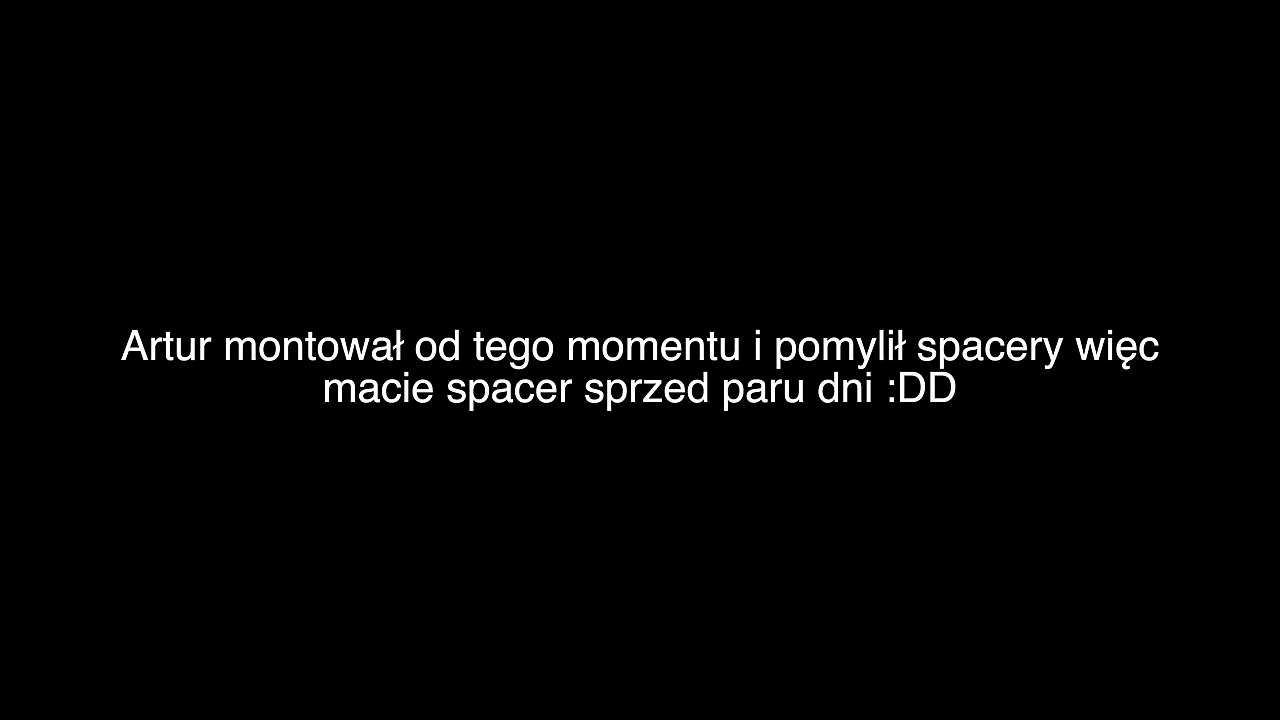 Artur montował od tego momentu i pomylił spacery więc
macie spacer sprzed paru dni :DD